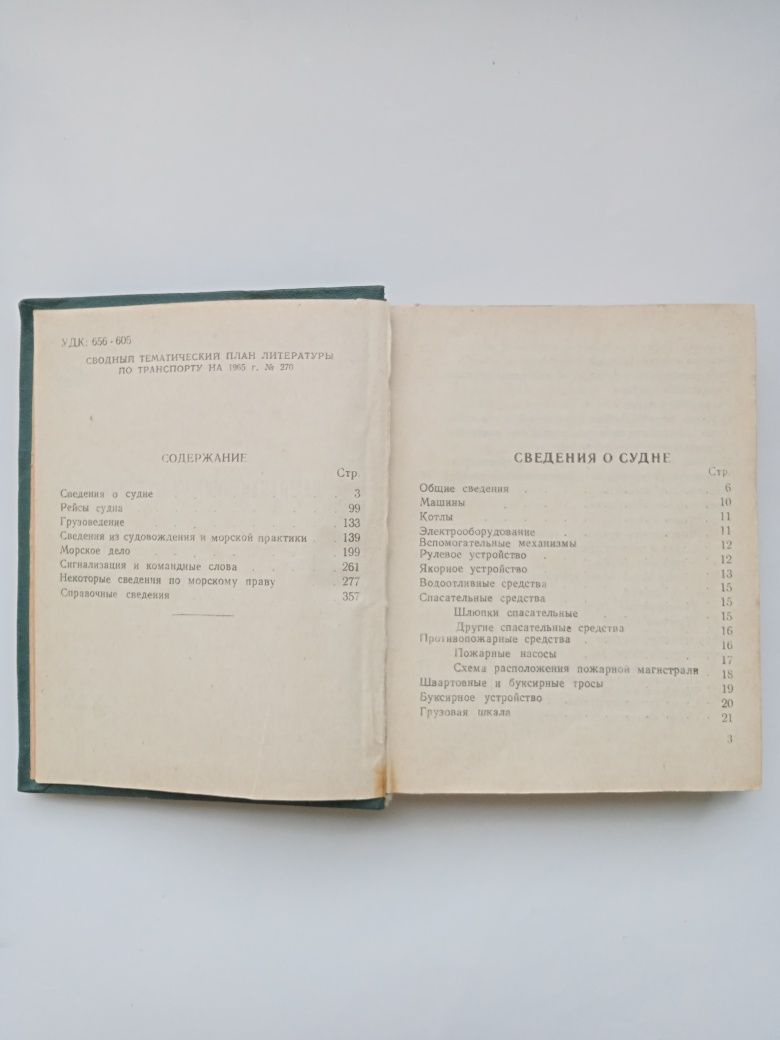 УДК: 656-605
СВОДНЫЙ ТЕМАТИЧЕСКИЙ ПЛАН ЛИТЕРАТУРЫ
ПО ТРАНСПОРТУ НА 1965 г. № 270
СОДЕРЖАНИЕ
Стр.
Сведения о судне 3
Рейсы судна 99
Грузоведение 133
Сведения из судовождения и морской практики 139
Морское дело 199
Сигнализация и командные слова 261
Некоторые сведения по морскому праву 277
Справочные сведения 357
СВЕДЕНИЯ О СУДНЕ
Стр.
Общие сведения 6
Машины 10
Котлы 11
Электрооборудование 11
Вспомогательные механизмы 12
Рулевое устройство 12
Якорное устройство 13
Водоотливные средства 15
Спасательные средства 15
Шлюпки спасательные 15
Другие спасательные средства 16
Противопожарные средства 16
Пожарные насосы 17
Схема расположения пожарной магистрали 18
Швартовные и буксирные тросы 19
Буксирное устройство 20
Грузовая шкала 21
3